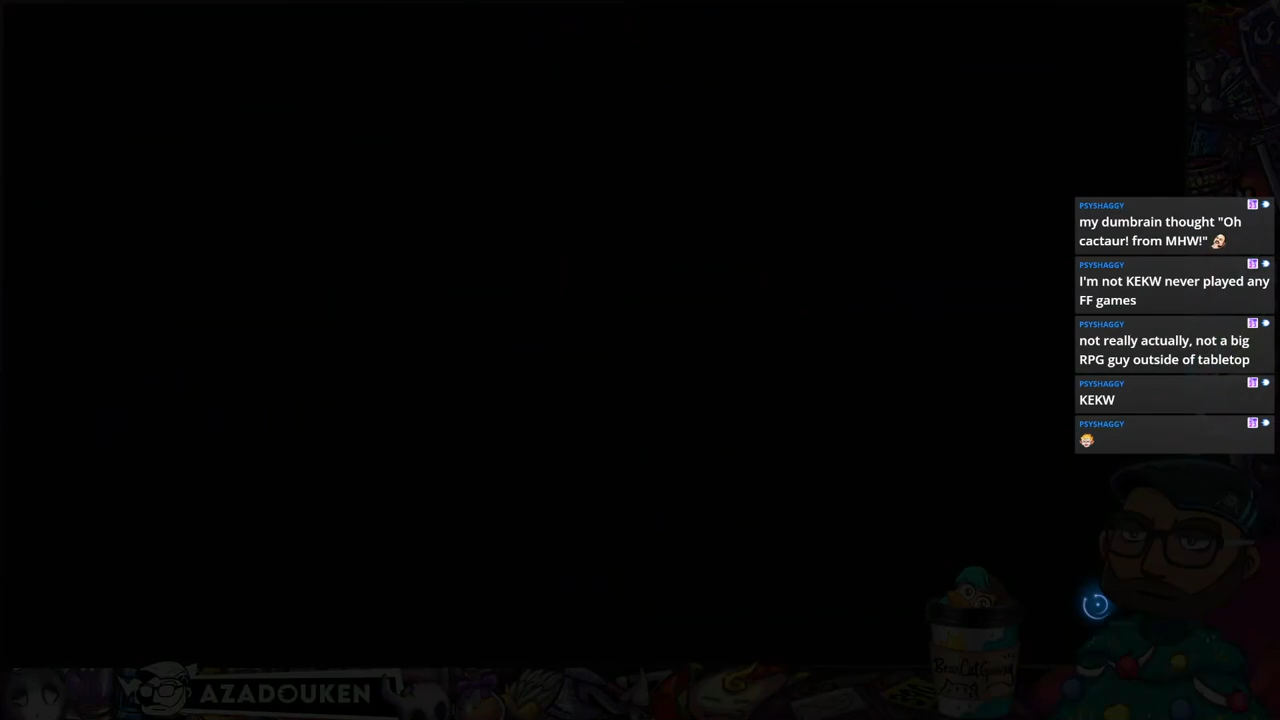 PSYSHAGGY
my dumbrain thought "Oh
cactaur! from MHW!"
PSYSHAGGY
I'm not KEKW never played any
FF games
PSYSHAGGY
not really actually, not a big
RPG guy outside of tabletop
PSYSHAGGY
KEKW
PSYSHAGGY
AZADOUKEN